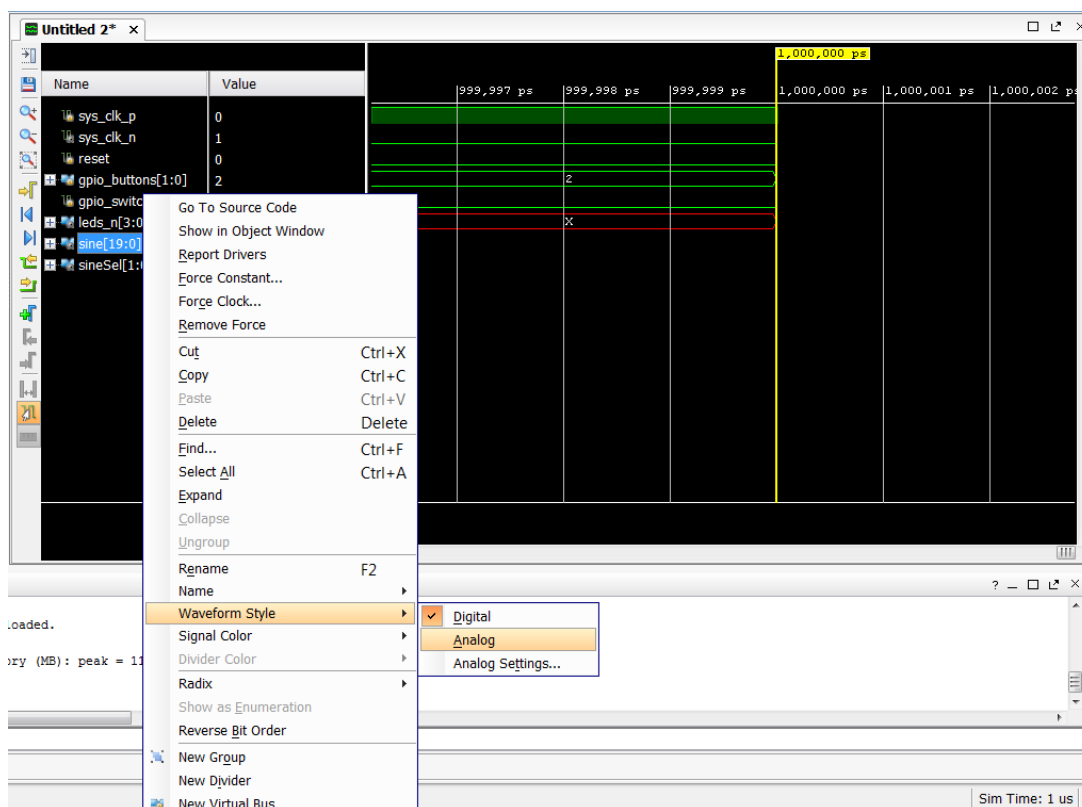 Untitled 2* ×
1,000,000 ps
Name Value
999,997 ps 999,998 ps 999,999 ps 1,000,000 ps 1,000,001 ps 1,000,002 ps
sys_clk_p 0
sys_clk_n 1
reset 0
gpio_buttons[1:0] 2 2
gpio_switc
leds_n[3:0 X
sine[19:0]
sineSel[1:0
Go To Source Code
Show in Object Window
Report Drivers
Force Constant...
Force Clock...
Remove Force
Cut Ctrl+X
Copy Ctrl+C
Paste Ctrl+V
Delete Delete
Find... Ctrl+F
Select All Ctrl+A
Expand
Collapse
Ungroup
Rename F2
Name
Waveform Style
Digital
Signal Color
Analog
Divider Color
Analog Settings...
Radix
Show as Enumeration
Reverse Bit Order
New Group
New Divider
New Virtual Bus
loaded.
ory (MB): peak = 11
Sim Time: 1 us